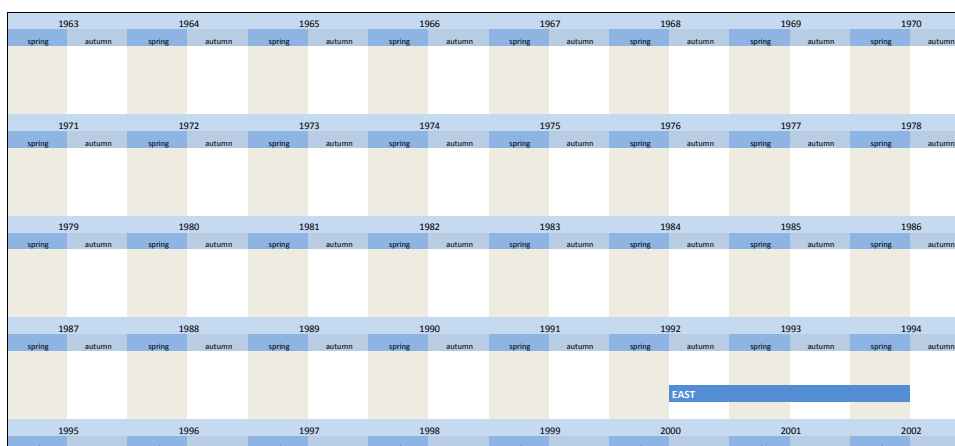 1963 1964 1965 1966 1967 1968 1969 1970
spring autumn spring autumn spring autumn spring autumn spring autumn spring autumn spring autumn spring autumn
1971 1972 1973 1974 1975 1976 1977 1978
spring autumn spring autumn spring autumn spring autumn spring autumn spring autumn spring autumn spring autumn
1979 1980 1981 1982 1983 1984 1985 1986
spring autumn spring autumn spring autumn spring autumn spring autumn spring autumn spring autumn spring autumn
1987 1988 1989 1990 1991 1992 1993 1994
spring autumn spring autumn spring autumn spring autumn spring autumn spring autumn spring autumn spring autumn
EAST
1995 1996 1997 1998 1999 2000 2001 2002